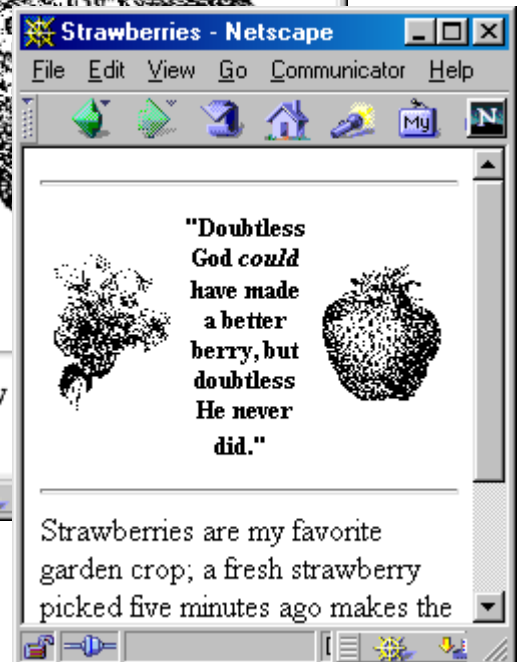 Strawberries - Netscape
File Edit View Go Communicator Help
My N
"Doubtless
God could
have made
a better
berry, but
doubtless
He never
did."
Strawberries are my favorite
garden crop; a fresh strawberry
picked five minutes ago makes the